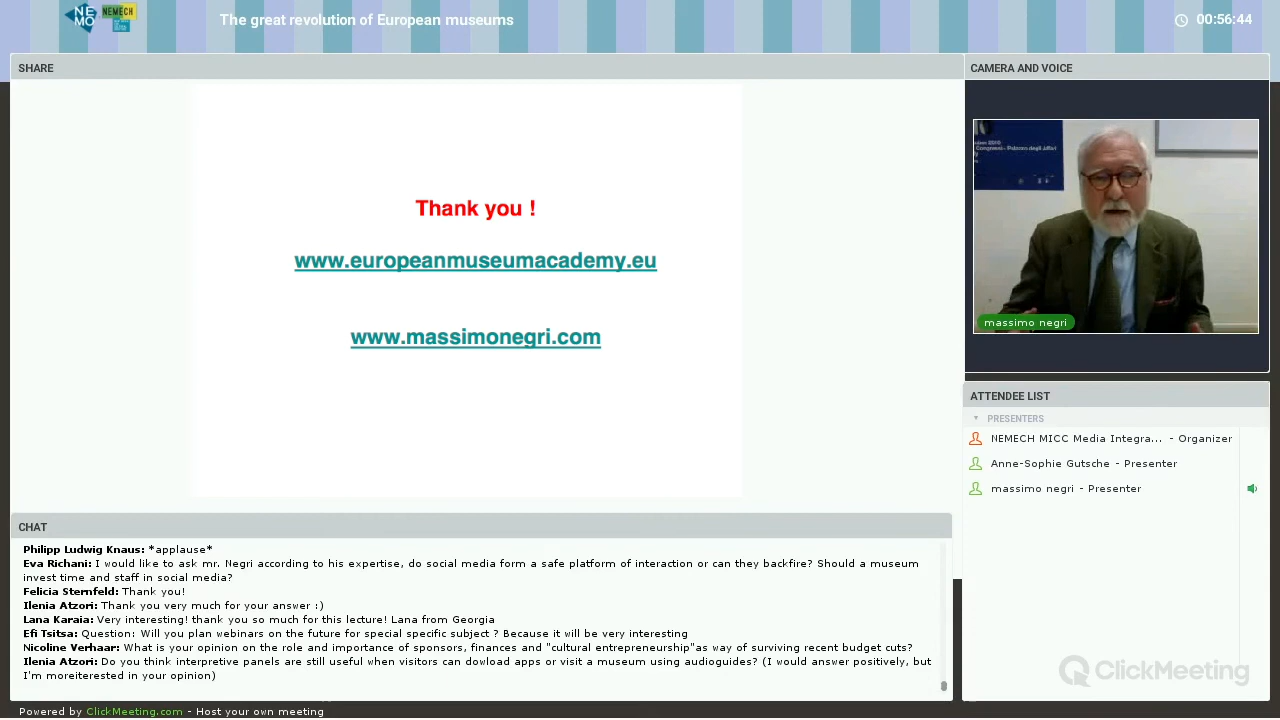 NE
MO
NEMECH
The great revolution of European museums
00:56:44
SHARE
CAMERA AND VOICE
Thank you !
www.europeanmuseumacademy.eu
www.massimonegri.com
massimo negri
ATTENDEE LIST
PRESENTERS
NEMECH MICC Media Integra... - Organizer
Anne-Sophie Gutsche - Presenter
massimo negri - Presenter
CHAT
Philipp Ludwig Knaus: *applause*
Eva Richani: I would like to ask mr. Negri according to his expertise, do social media form a safe platform of interaction or can they backfire? Should a museum
invest time and staff in social media?
Felicia Sternfeld: Thank you!
Ilenia Atzori: Thank you very much for your answer :)
Lana Karaia: Very interesting! thank you so much for this lecture! Lana from Georgia
Efi Tsitsa: Question: Will you plan webinars on the future for special specific subject ? Because it will be very interesting
Nicoline Verhaar: What is your opinion on the role and importance of sponsors, finances and "cultural entrepreneurship"as way of surviving recent budget cuts?
Ilenia Atzori: Do you think interpretive panels are still useful when visitors can dowload apps or visit a museum using audioguides? (I would answer positively, but
I'm moreiterested in your opinion)
ClickMeeting
Powered by ClickMeeting.com - Host your own meeting